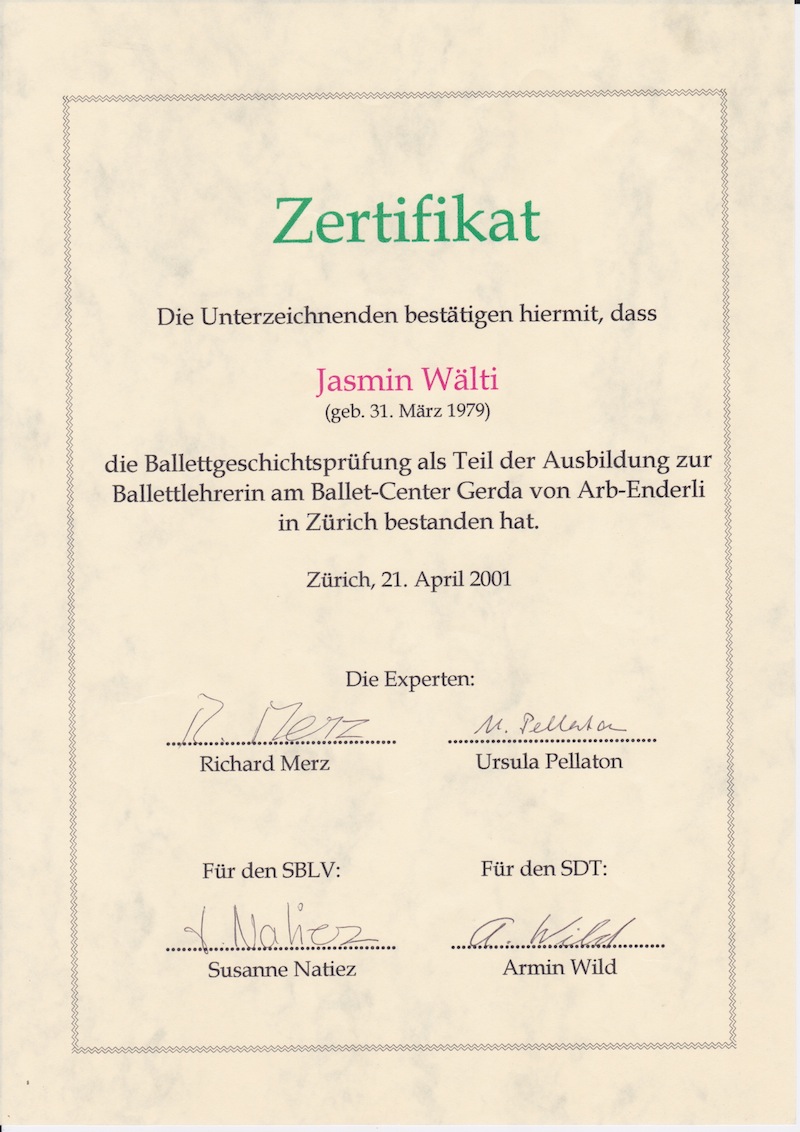 Zertifikat
Die Unterzeichnenden bestätigen hiermit, dass
Jasmin Wälti
(geb. 31. März 1979)
die Ballettgeschichtsprüfung als Teil der Ausbildung zur
Ballettlehrerin am Ballet-Center Gerda von Arb-Enderli
in Zürich bestanden hat.
Zürich, 21. April 2001
Die Experten:
R. Merz U. Pellaton
Richard Merz Ursula Pellaton
Für den SBLV: Für den SDT:
S. Natiez A. Wild
Susanne Natiez Armin Wild